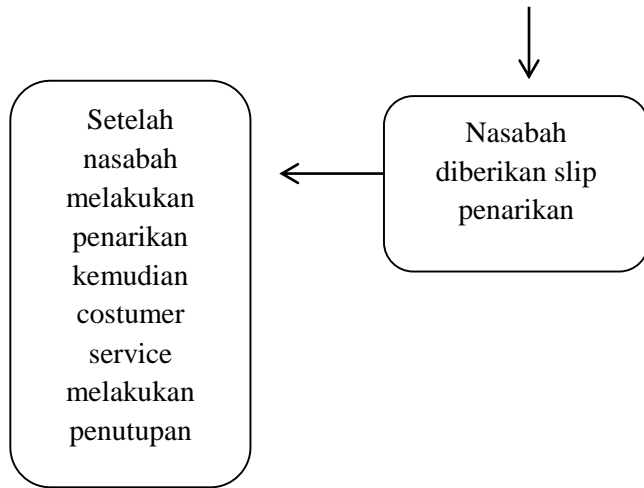 Nasabah
diberikan slip
penarikan
Setelah
nasabah
melakukan
penarikan
kemudian
costumer
service
melakukan
penutupan